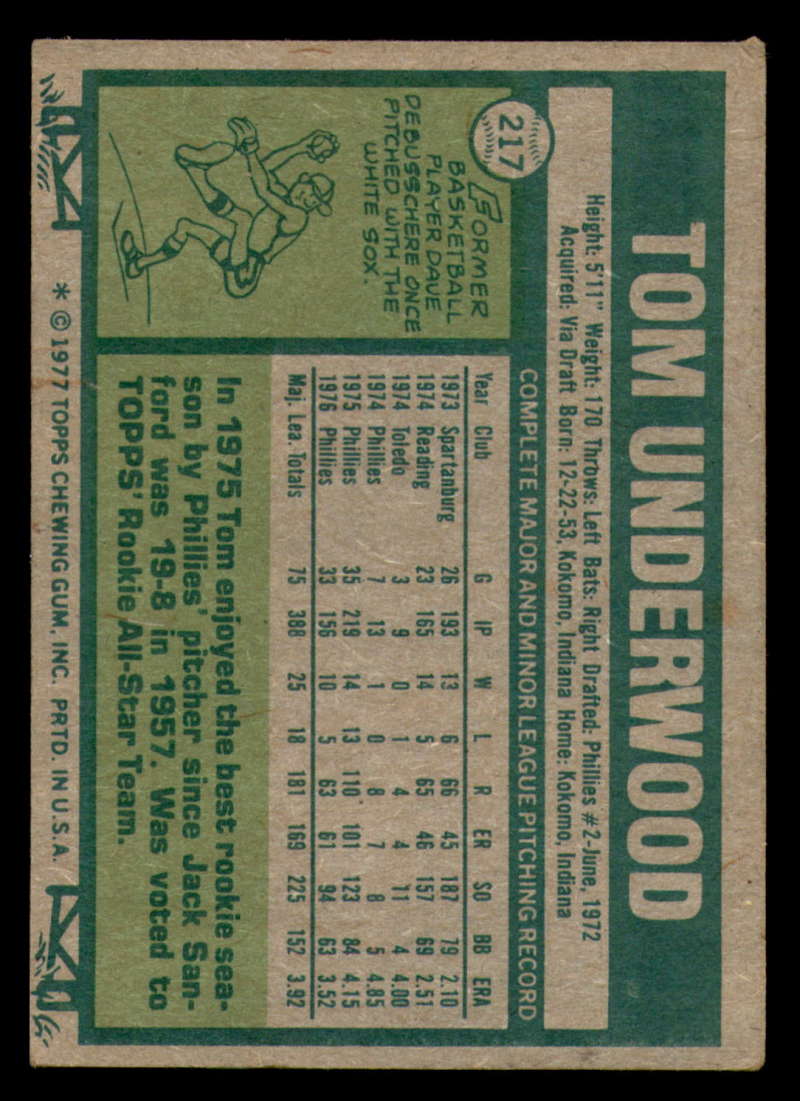 TOM UNDERWOOD
Height: 5'11" Weight: 170 Throws: Left Bats: Right Drafted: Phillies #2-June, 1972
Acquired: Via Draft Born: 12-22-53, Kokomo, Indiana Home: Kokomo, Indiana
217
FORMER
BASKETBALL
PLAYER DAVE
DEBUSSCHERE ONCE
PITCHED WITH THE
WHITE SOX.
COMPLETE MAJOR AND MINOR LEAGUE PITCHING RECORD
Year Club G IP W L R ER SO BB ERA
1973 Spartanburg 26 193 13 6 66 45 187 79 2.10
1974 Reading 23 165 14 5 65 46 157 69 2.51
1974 Toledo 3 9 0 1 4 4 11 4 4.00
1974 Phillies 7 13 1 0 8 7 8 5 4.85
1975 Phillies 35 219 14 13 110 101 123 84 4.15
1976 Phillies 33 156 10 5 63 61 94 63 3.52
Maj. Lea. Totals 75 388 25 18 181 169 225 152 3.92
In 1975 Tom enjoyed the best rookie sea-
son by Phillies' pitcher since Jack San-
ford was 19-8 in 1957. Was voted to
TOPPS' Rookie All-Star Team.
* © 1977 TOPPS CHEWING GUM, INC. PRTD. IN U.S.A.